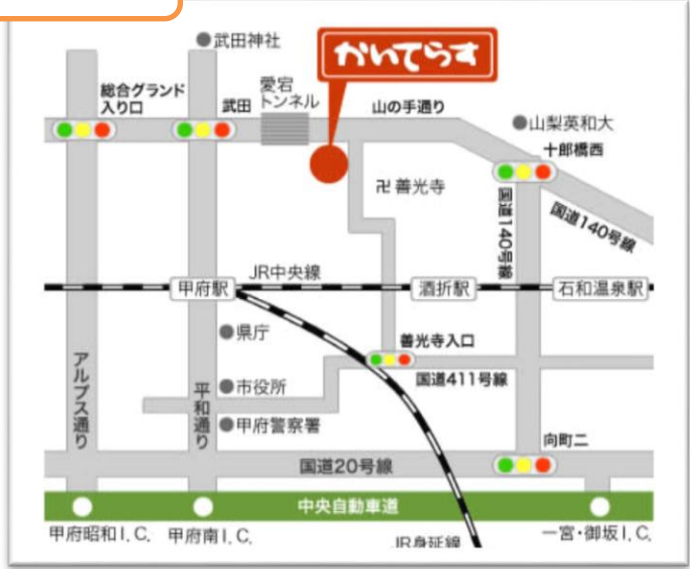 武田神社
かいてらす
総合グランド
入り口
武田
愛宕
トンネル
山の手通り
山梨英和大
十郎橋西
卍 善光寺
国道140号線
国道140号線
JR中央線
甲府駅
酒折駅
石和温泉駅
県庁
善光寺入口
国道411号線
アルプス通り
平和通り
市役所
甲府警察署
向町二
国道20号線
中央自動車道
甲府昭和I.C.
甲府南I.C.
JR身延線
一宮・御坂I.C.